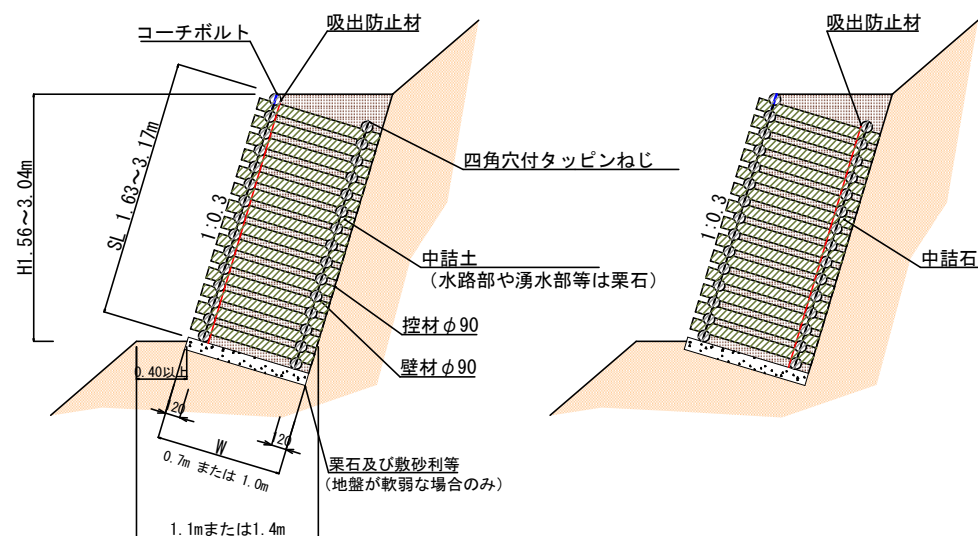 コーチボルト
吸出防止材
四角穴付タッピンねじ
H1.56～3.04m
SL 1.63～3.17m
1:0.3
中詰土
（水路部や湧水部等は栗石）
控材φ90
壁材φ90
0.40以上
120
120
W
0.7m または 1.0m
栗石及び敷砂利等
（地盤が軟弱な場合のみ）
1.1mまたは1.4m
吸出防止材
1:0.3
中詰石